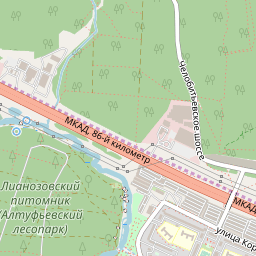 Челобитьевское шоссе
МКАД, 86-й километр
Лианозовский
питомник
(Алтуфьевский
лесопарк)
МКАД
улица Кор